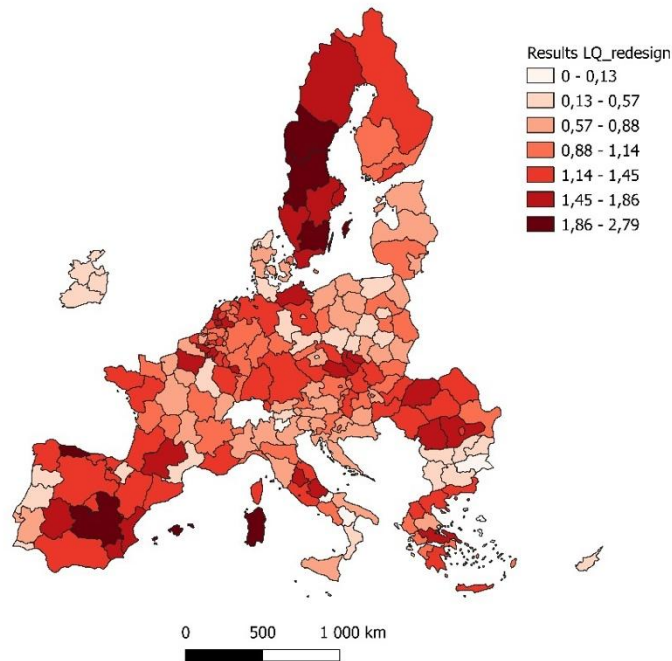 Results LQ_redesign
0 - 0,13
0,13 - 0,57
0,57 - 0,88
0,88 - 1,14
1,14 - 1,45
1,45 - 1,86
1,86 - 2,79
0 500 1 000 km